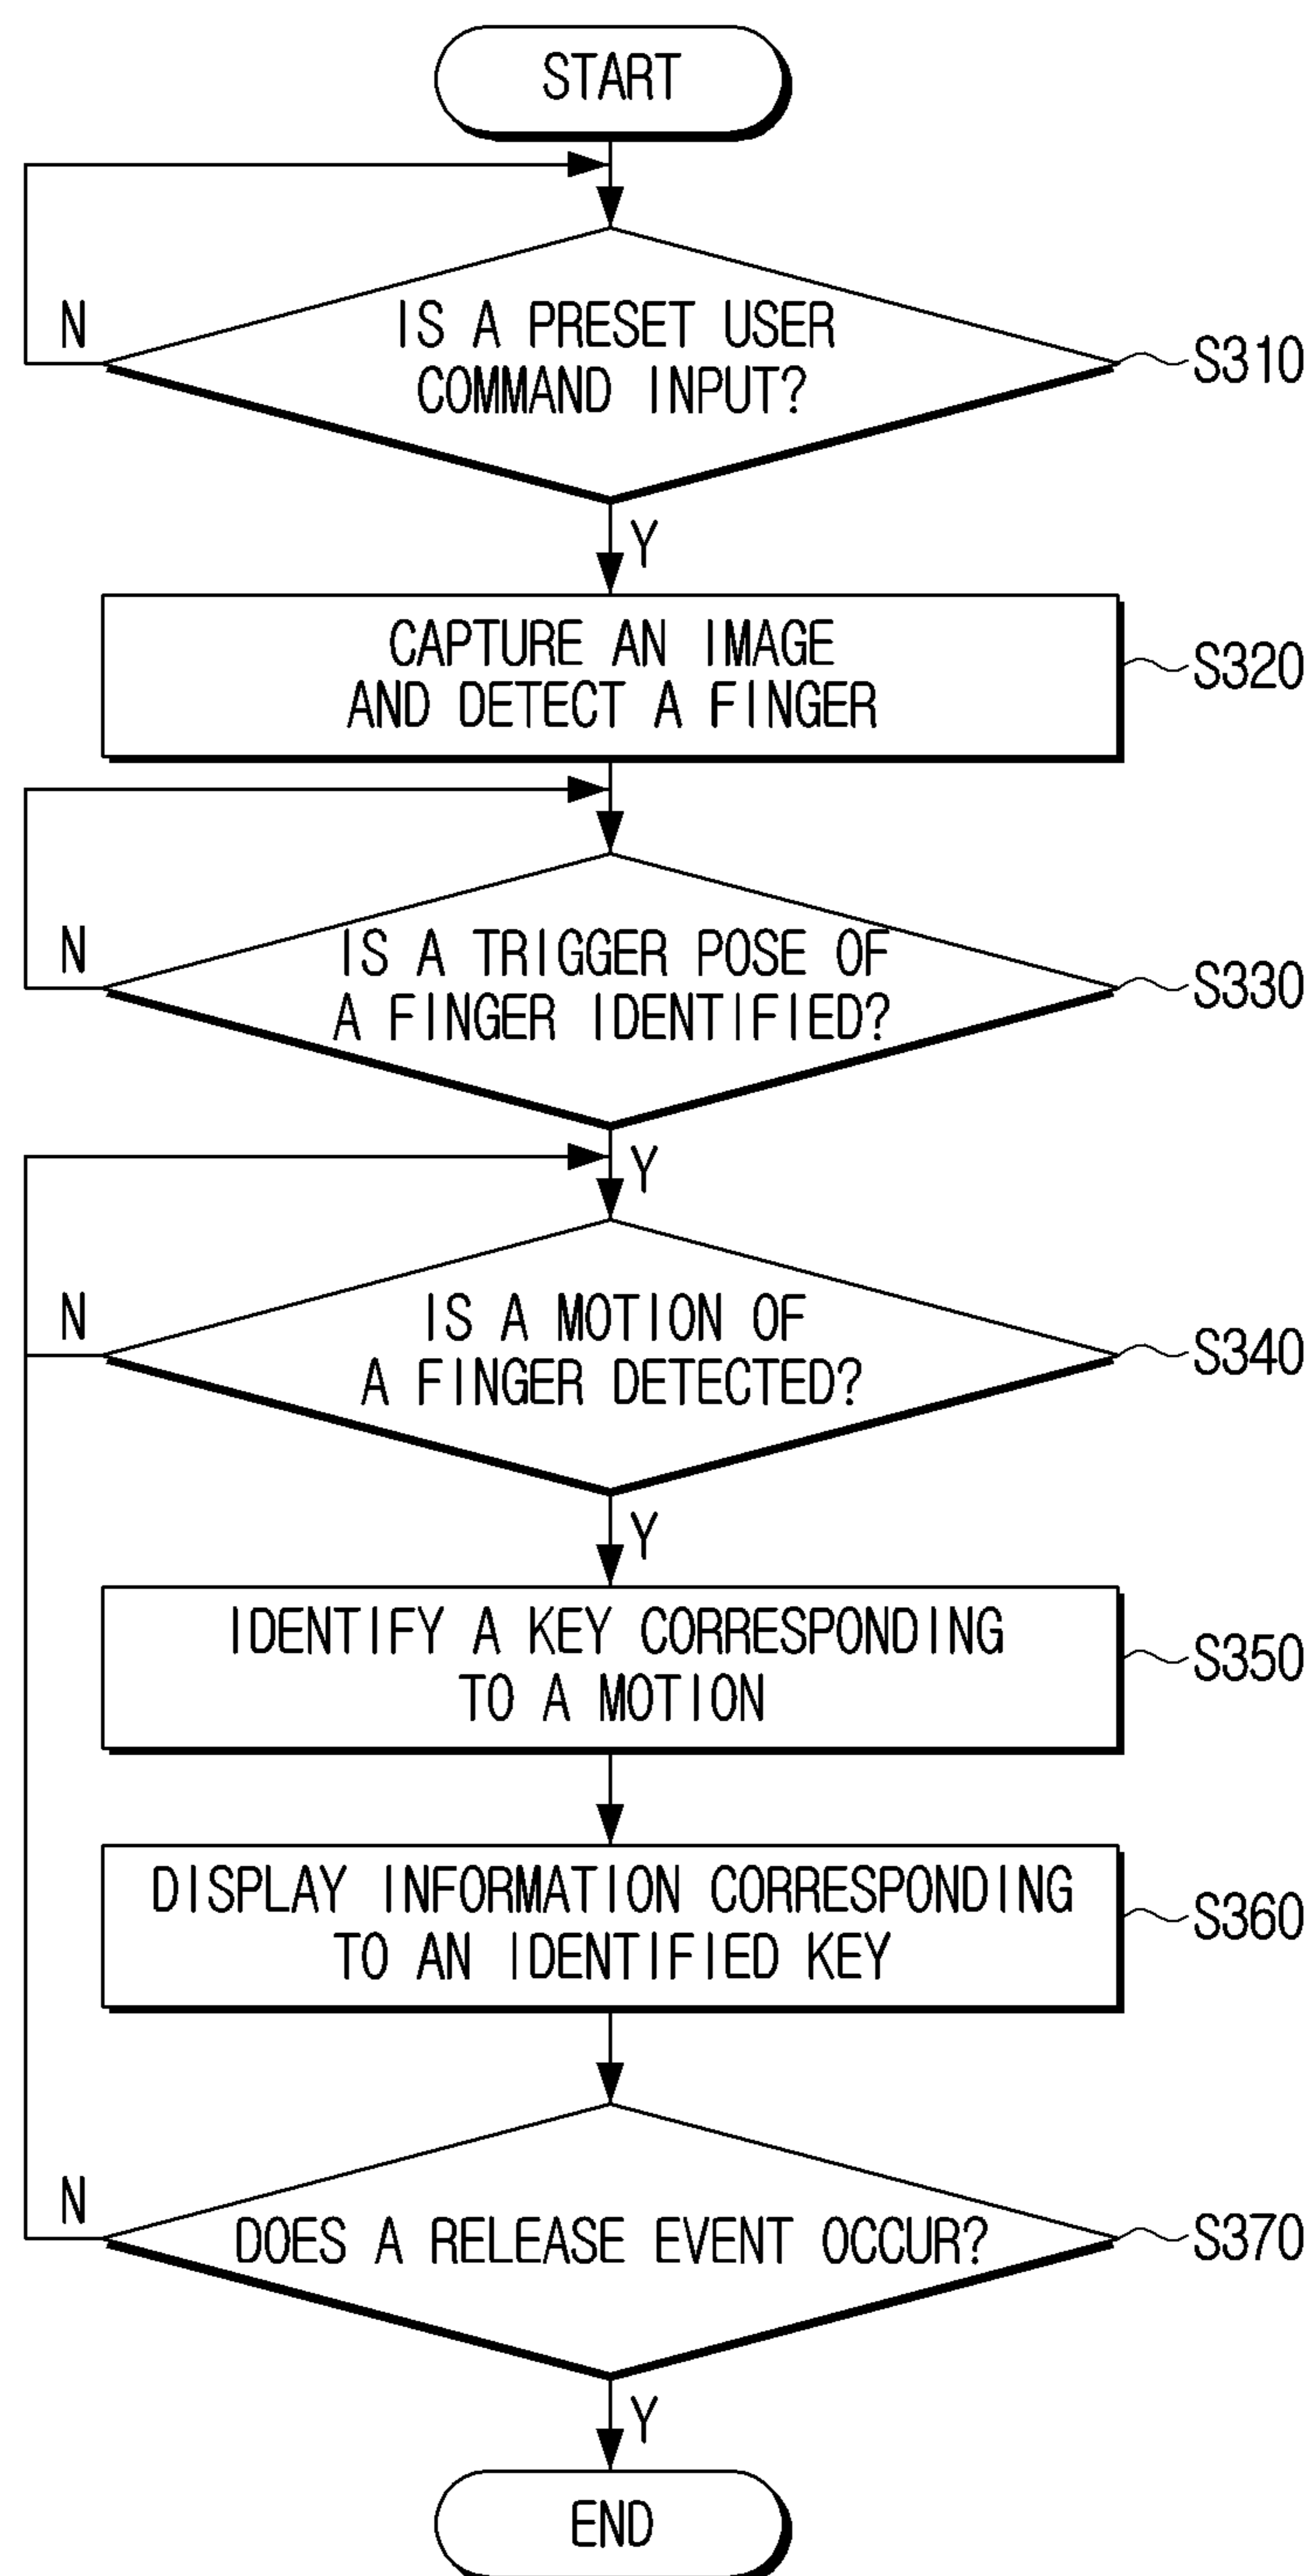 START
N
IS A PRESET USER
COMMAND INPUT?
S310
Y
CAPTURE AN IMAGE
AND DETECT A FINGER
S320
N
IS A TRIGGER POSE OF
A FINGER IDENTIFIED?
S330
Y
N
IS A MOTION OF
A FINGER DETECTED?
S340
Y
IDENTIFY A KEY CORRESPONDING
TO A MOTION
S350
DISPLAY INFORMATION CORRESPONDING
TO AN IDENTIFIED KEY
S360
N
DOES A RELEASE EVENT OCCUR?
S370
Y
END